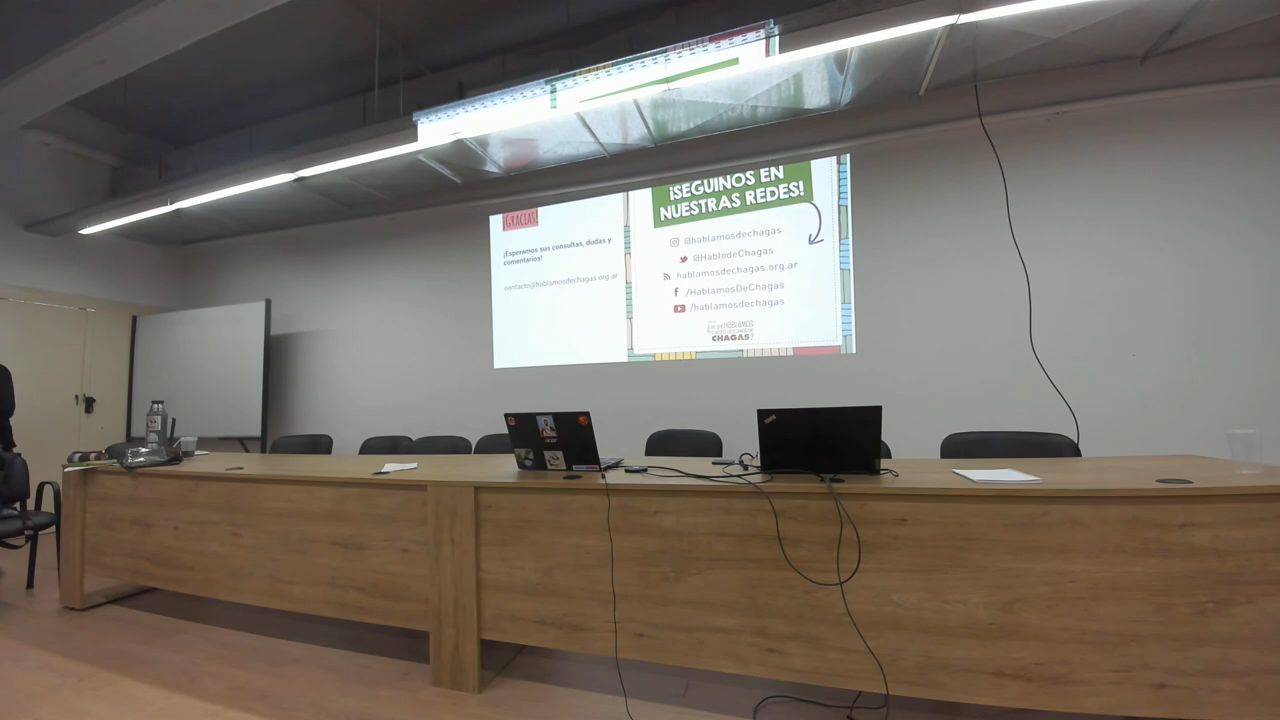 ¡GRACIAS!
¡Esperamos sus consultas, dudas y
comentarios!
contacto@hablamosdechagas.org.ar
¡SEGUINOS EN
NUESTRAS REDES!
@hablamosdechagas
@HablodeChagas
hablamosdechagas.org.ar
/HablamosDeChagas
/hablamosdechagas
HABLAMOS
CHAGAS?